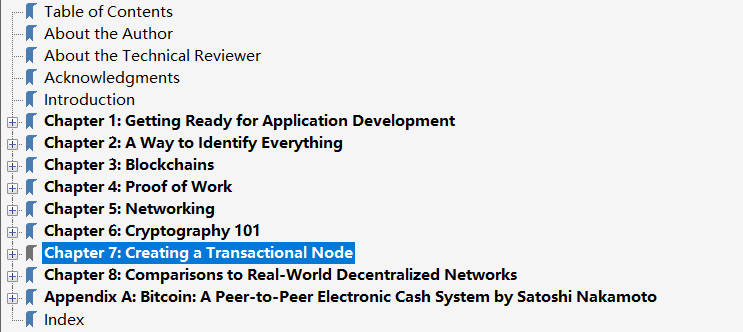 Table of Contents
About the Author
About the Technical Reviewer
Acknowledgments
Introduction
Chapter 1: Getting Ready for Application Development
Chapter 2: A Way to Identify Everything
Chapter 3: Blockchains
Chapter 4: Proof of Work
Chapter 5: Networking
Chapter 6: Cryptography 101
Chapter 7: Creating a Transactional Node
Chapter 8: Comparisons to Real-World Decentralized Networks
Appendix A: Bitcoin: A Peer-to-Peer Electronic Cash System by Satoshi Nakamoto
Index